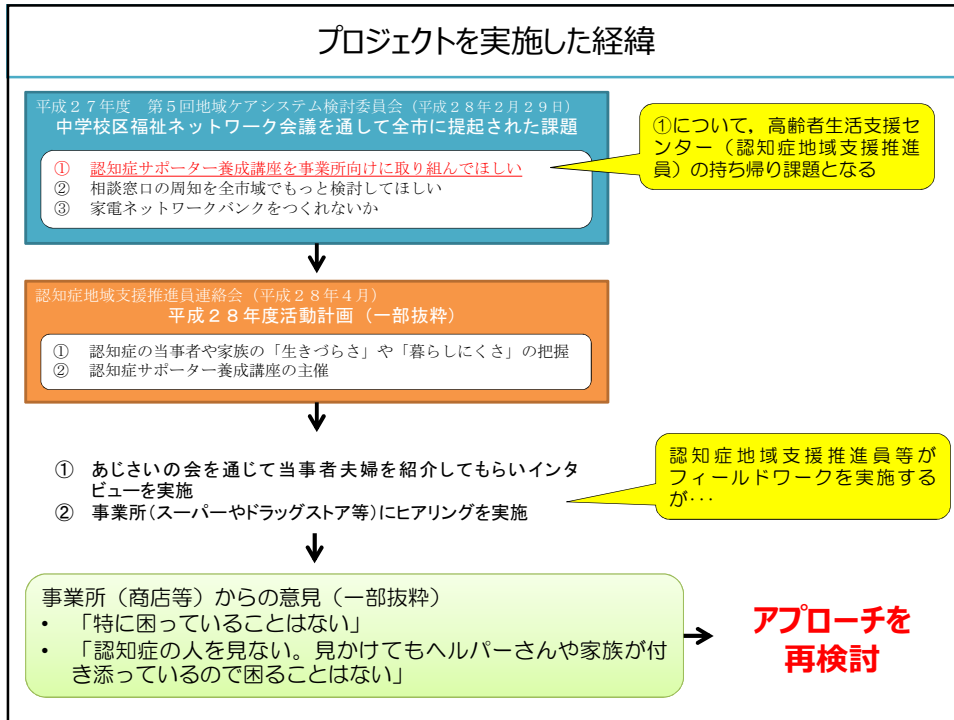 プロジェクトを実施した経緯
平成２７年度　第５回地域ケアシステム検討委員会（平成２８年２月２９日）
中学校区福祉ネットワーク会議を通して全市に提起された課題
①　認知症サポーター養成講座を事業所向けに取り組んでほしい
②　相談窓口の周知を全市域でもっと検討してほしい
③　家電ネットワークバンクをつくれないか
①について，高齢者生活支援セ
ンター（認知症地域支援推進
員）の持ち帰り課題となる
認知症地域支援推進員連絡会（平成２８年４月）
平成２８年度活動計画（一部抜粋）
①　認知症の当事者や家族の「生きづらさ」や「暮らしにくさ」の把握
②　認知症サポーター養成講座の主催
①　あじさいの会を通じて当事者夫婦を紹介してもらいインタ
ビューを実施
②　事業所（スーパーやドラッグストア等）にヒアリングを実施
認知症地域支援推進員等が
フィールドワークを実施する
が･･･
事業所（商店等）からの意見（一部抜粋）
•　「特に困っていることはない」
•　「認知症の人を見ない。見かけてもヘルパーさんや家族が付
き添っているので困ることはない」
アプローチを
再検討